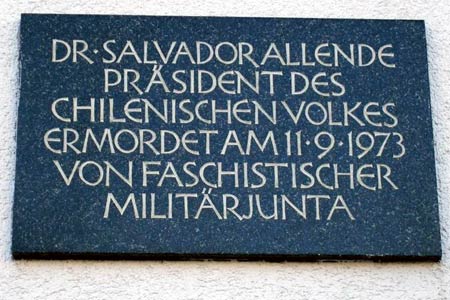 DR·SALVADOR ALLENDE
PRÄSIDENT DES
CHILENISCHEN VOLKES
ERMORDET AM 11·9·1973
VON FASCHISTISCHER
MILITÄRJUNTA